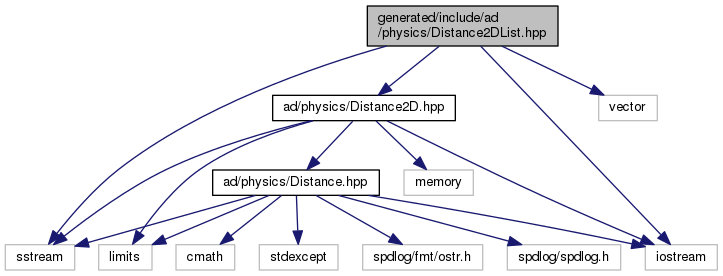 generated/include/ad
/physics/Distance2DList.hpp
ad/physics/Distance2D.hpp
vector
ad/physics/Distance.hpp
memory
sstream
limits
cmath
stdexcept
spdlog/fmt/ostr.h
spdlog/spdlog.h
iostream